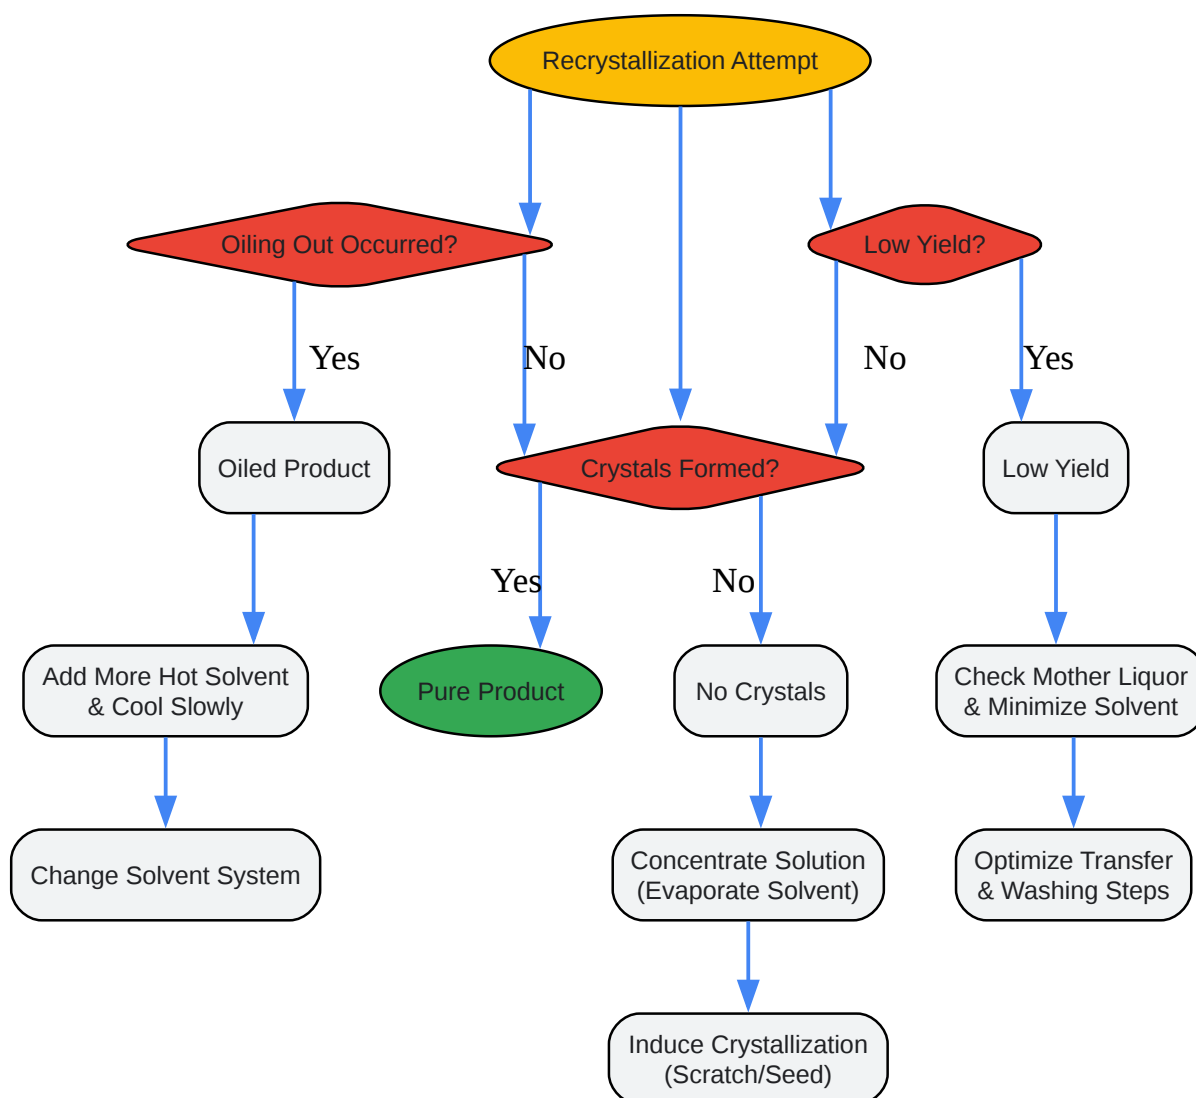 Recrystallization Attempt
Oiling Out Occurred?
Low Yield?
Yes
No
No
Yes
Oiled Product
Crystals Formed?
Low Yield
Yes
No
Add More Hot Solvent
& Cool Slowly
Pure Product
No Crystals
Check Mother Liquor
& Minimize Solvent
Change Solvent System
Concentrate Solution
(Evaporate Solvent)
Optimize Transfer
& Washing Steps
Induce Crystallization
(Scratch/Seed)